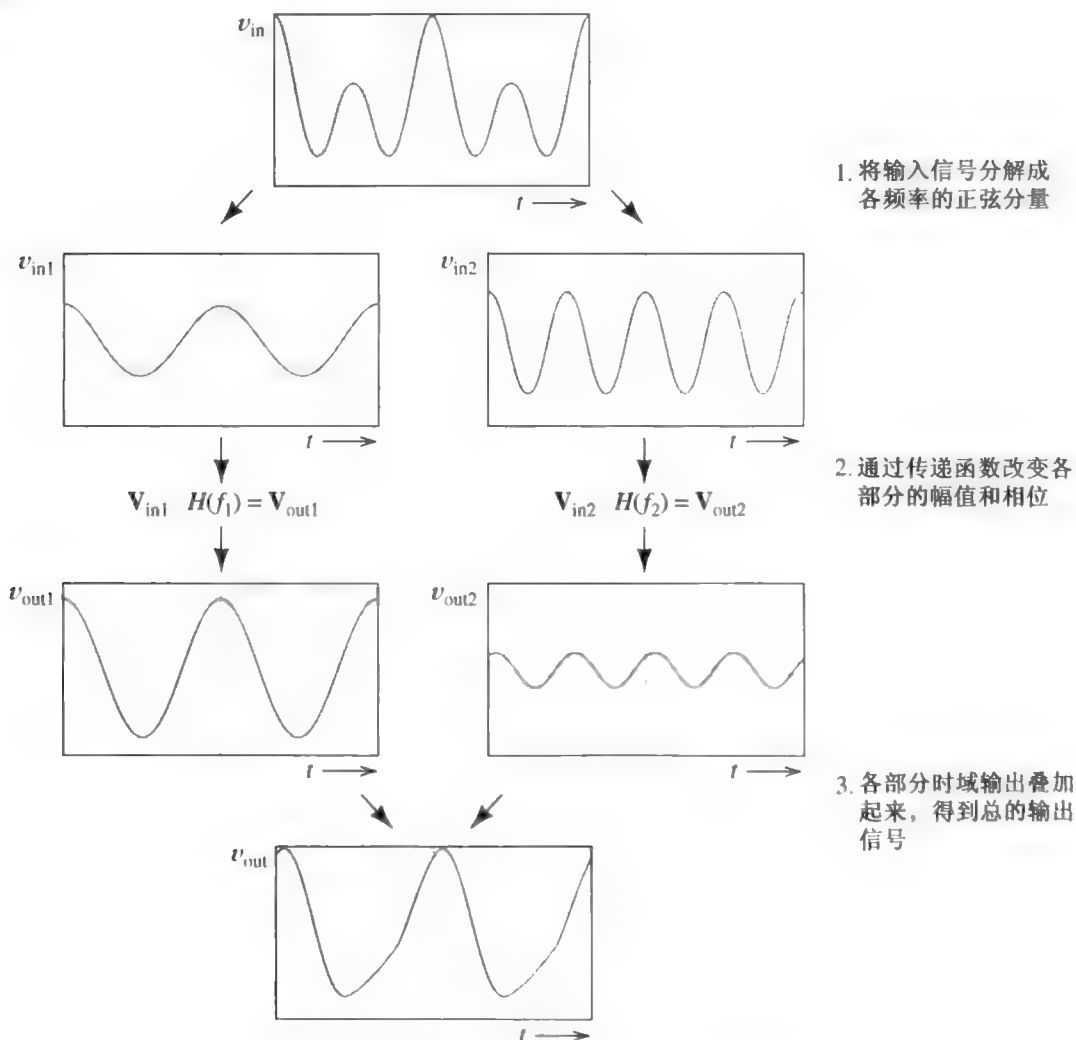 v_in
t
1. 将输入信号分解成
各频率的正弦分量
v_in1
v_in2
t
t
2. 通过传递函数改变各
部分的幅值和相位
V_in1 H(f_1) = V_out1
V_in2 H(f_2) = V_out2
v_out1
v_out2
t
t
3. 各部分时域输出叠加
起来，得到总的输出
信号
v_out
t